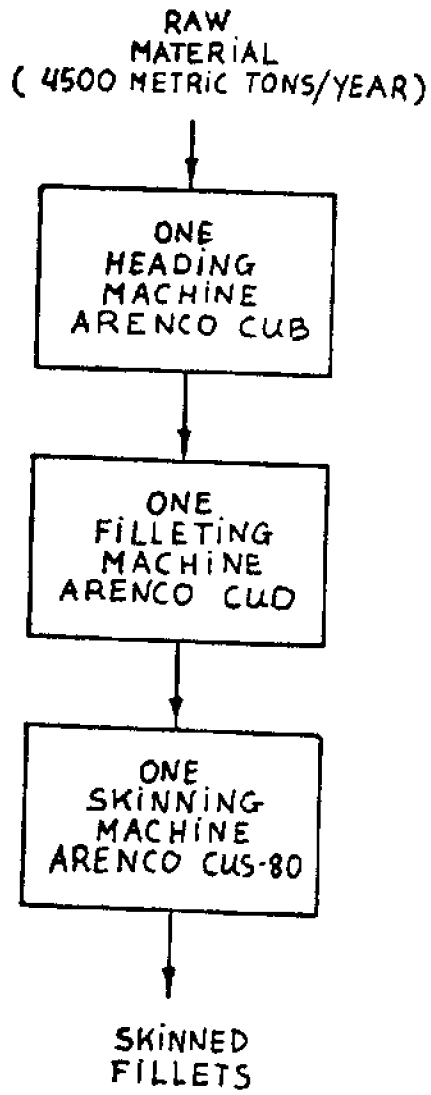 RAW
MATERiAL
( 4500 METRiC TONS/YEAR)
ONE
HEADiNG
MACHiNE
ARENCO CUB
ONE
FiLLETiNG
MACHiNE
ARENCO CUD
ONE
SKiNNiNG
MACHiNE
ARENCO CUS-80
SKiNNED
FiLLETS